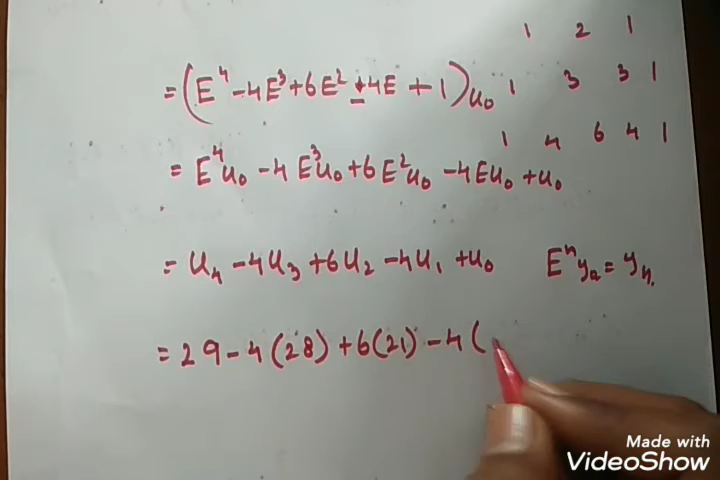 1 2 1
= (E⁴ - 4E³ + 6E² - 4E + 1) u₀ 1 3 3 1
1 4 6 4 1
= E⁴u₀ - 4E³u₀ + 6E²u₀ - 4Eu₀ + u₀
= u₄ - 4u₃ + 6u₂ - 4u₁ + u₀ Eⁿyₐ = yₙ.
= 29 - 4(28) + 6(21) - 4(
Made with
VideoShow